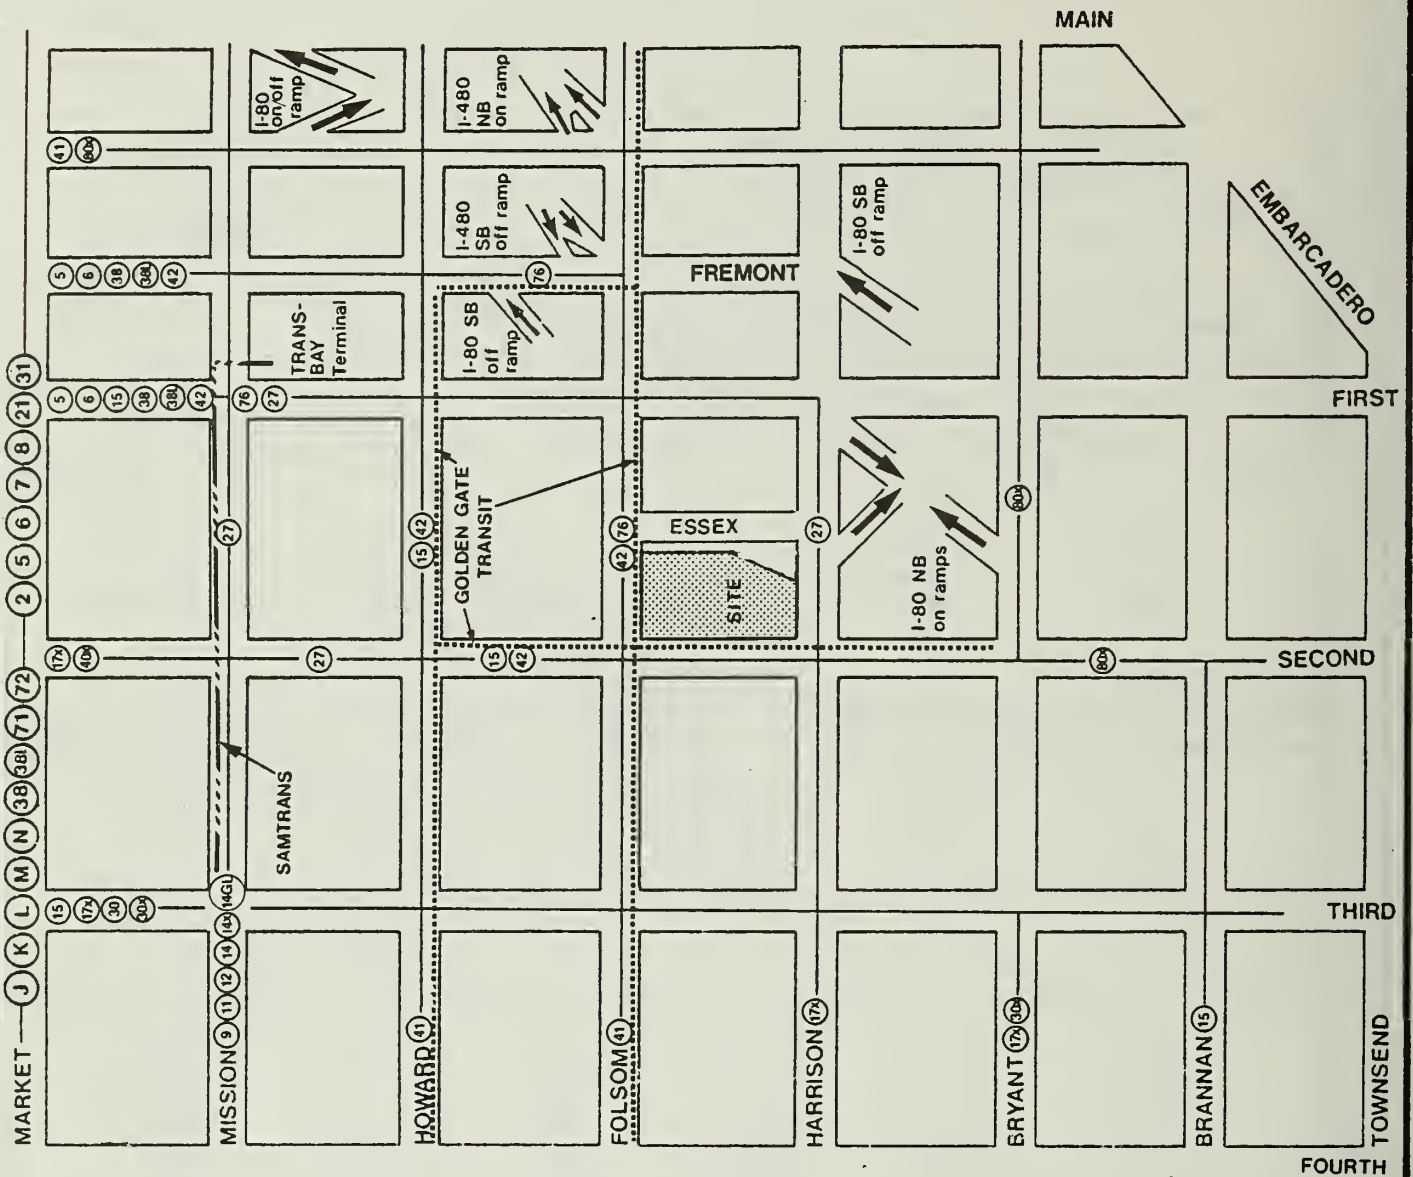 MAIN
I-80
on/off
ramp
I-480
NB
on ramp
41 80X
I-480
SB
off ramp
I-80 SB
off ramp
EMBARCADERO
5 6 38 38L 42
76
FREMONT
TRANS-
BAY
Terminal
I-80 SB
off
ramp
5 6 15 38 38L 42 76 27
FIRST
GOLDEN GATE
TRANSIT
27
15 42
42 76
ESSEX
27
80X
SITE
I-80 NB
on ramps
17X 40X
27
15 42
80X
SECOND
SAMTRANS
15 17X 30 30X
THIRD
MARKET J K L M N 38 38L 71 72 2 5 6 7 8 21 31
MISSION 9 11 12 14 14X 14GL
HOWARD 41
FOLSOM 41
HARRISON 17X
BRYANT 17X 30X
BRANNAN 15
TOWNSEND
FOURTH